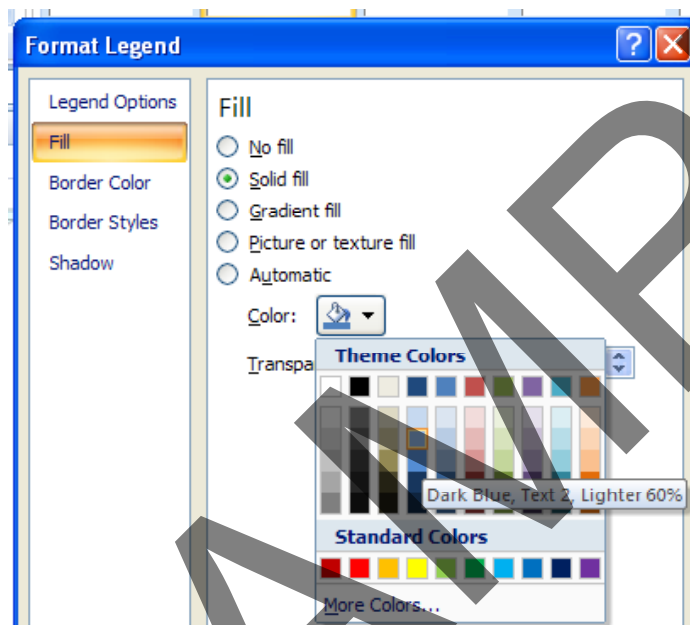 Format Legend
?
Legend Options
Fill
Border Color
Border Styles
Shadow
Fill
No fill
Solid fill
Gradient fill
Picture or texture fill
Automatic
Color:
Transpa
Theme Colors
Dark Blue, Text 2, Lighter 60%
Standard Colors
More Colors...
AMP